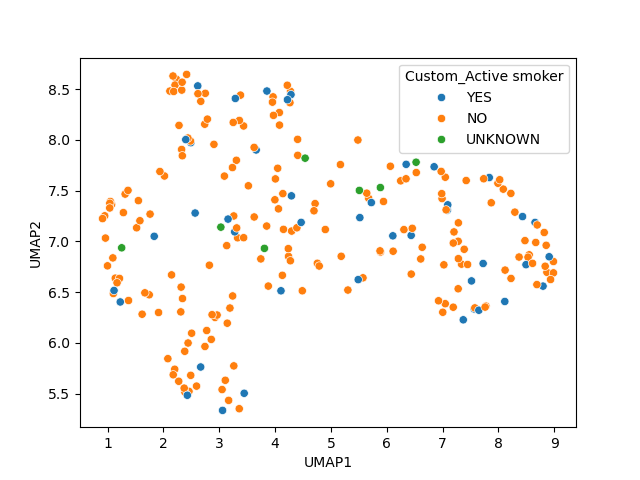 Custom_Active smoker
YES
NO
UNKNOWN
8.5
8.0
7.5
7.0
6.5
6.0
5.5
UMAP2
1 2 3 4 5 6 7 8 9
UMAP1